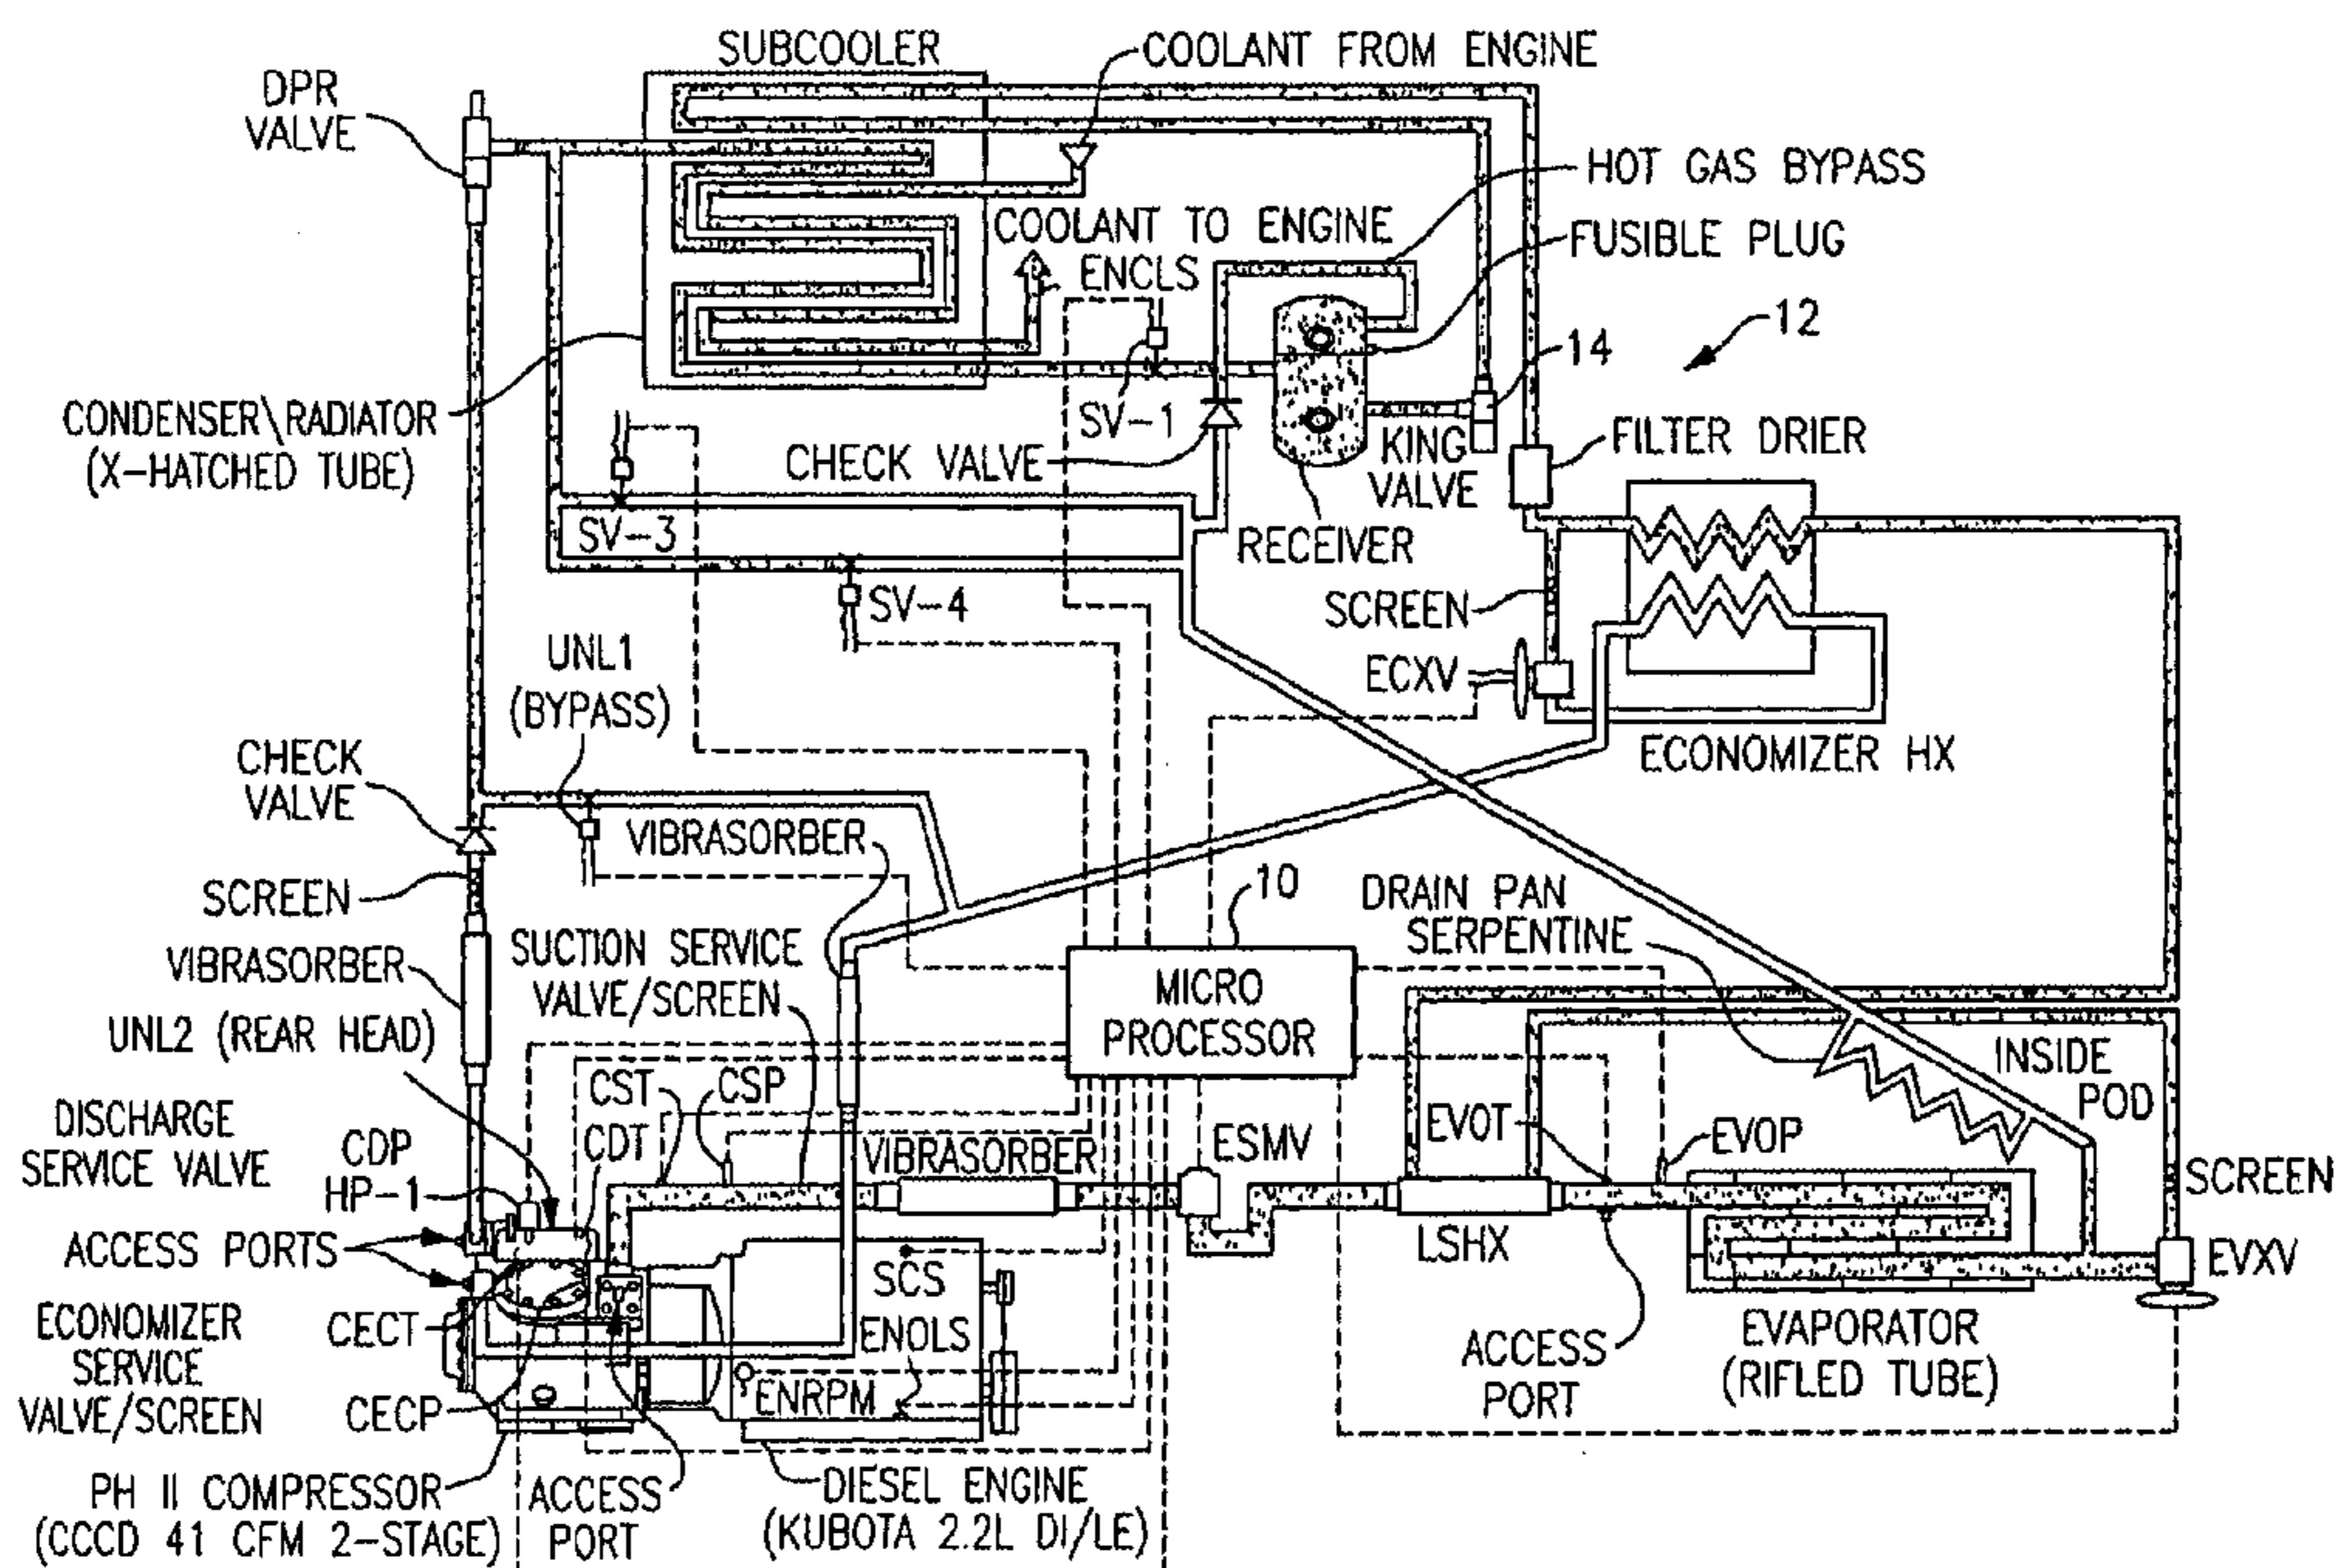 SUBCOOLER
COOLANT FROM ENGINE
DPR
VALVE
HOT GAS BYPASS
COOLANT TO ENGINE
ENCLS
FUSIBLE PLUG
12
14
CONDENSER\RADIATOR
(X-HATCHED TUBE)
SV-1
CHECK VALVE
KING
VALVE
FILTER DRIER
SV-3
RECEIVER
SV-4
SCREEN
UNL1
(BYPASS)
ECXV
ECONOMIZER HX
CHECK
VALVE
VIBRASORBER
SCREEN
10
DRAIN PAN
SERPENTINE
SUCTION SERVICE
VALVE/SCREEN
VIBRASORBER
MICRO
PROCESSOR
UNL2 (REAR HEAD)
INSIDE
POD
CST
CSP
DISCHARGE
SERVICE VALVE
CDP
HP-1
CDT
VIBRASORBER
ESMV
EVOT
EVOP
SCREEN
ACCESS PORTS
LSHX
EVXV
SCS
ECONOMIZER
SERVICE
VALVE/SCREEN
CECT
ENOLS
ACCESS
PORT
EVAPORATOR
(RIFLED TUBE)
CECP
ENRPM
PH II COMPRESSOR
(CCCD 41 CFM 2-STAGE)
ACCESS
PORT
DIESEL ENGINE
(KUBOTA 2.2L DI/LE)